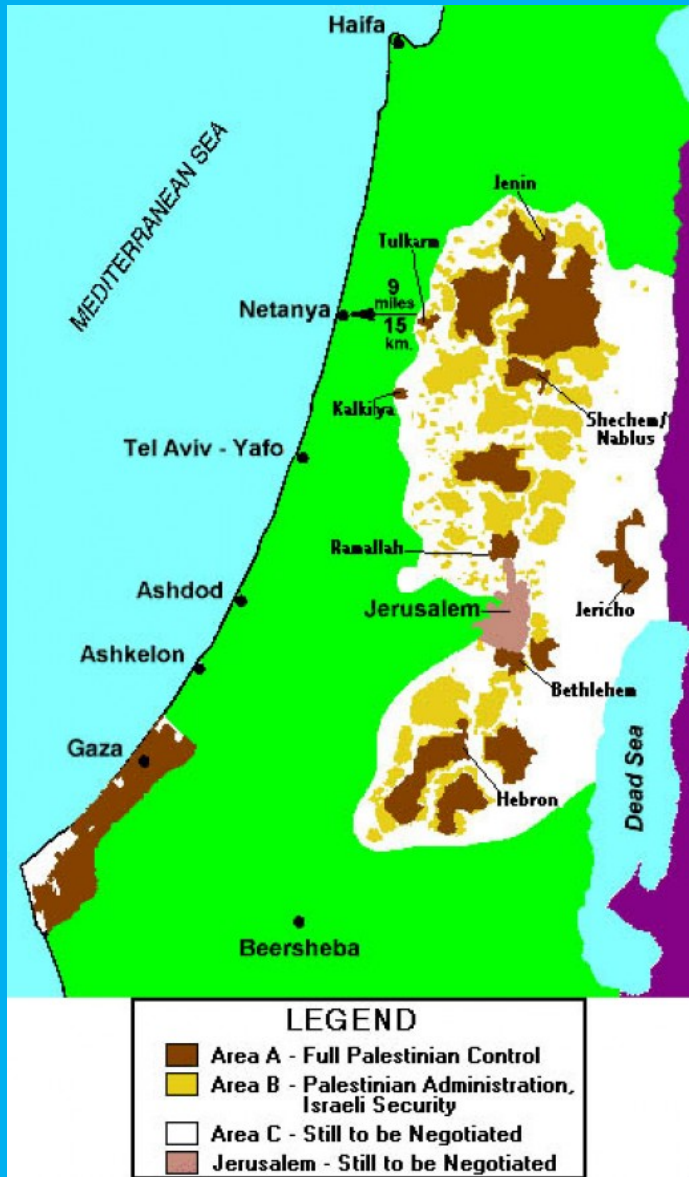 Haifa
MEDITERRANEAN SEA
Jenin
Tulkarm
Netanya
9
miles
15
km.
Kalkilya
Shechem/
Nablus
Tel Aviv - Yafo
Ramallah
Ashdod
Jerusalem
Jericho
Ashkelon
Bethlehem
Gaza
Hebron
Dead Sea
Beersheba
LEGEND
Area A - Full Palestinian Control
Area B - Palestinian Administration,
Israeli Security
Area C - Still to be Negotiated
Jerusalem - Still to be Negotiated